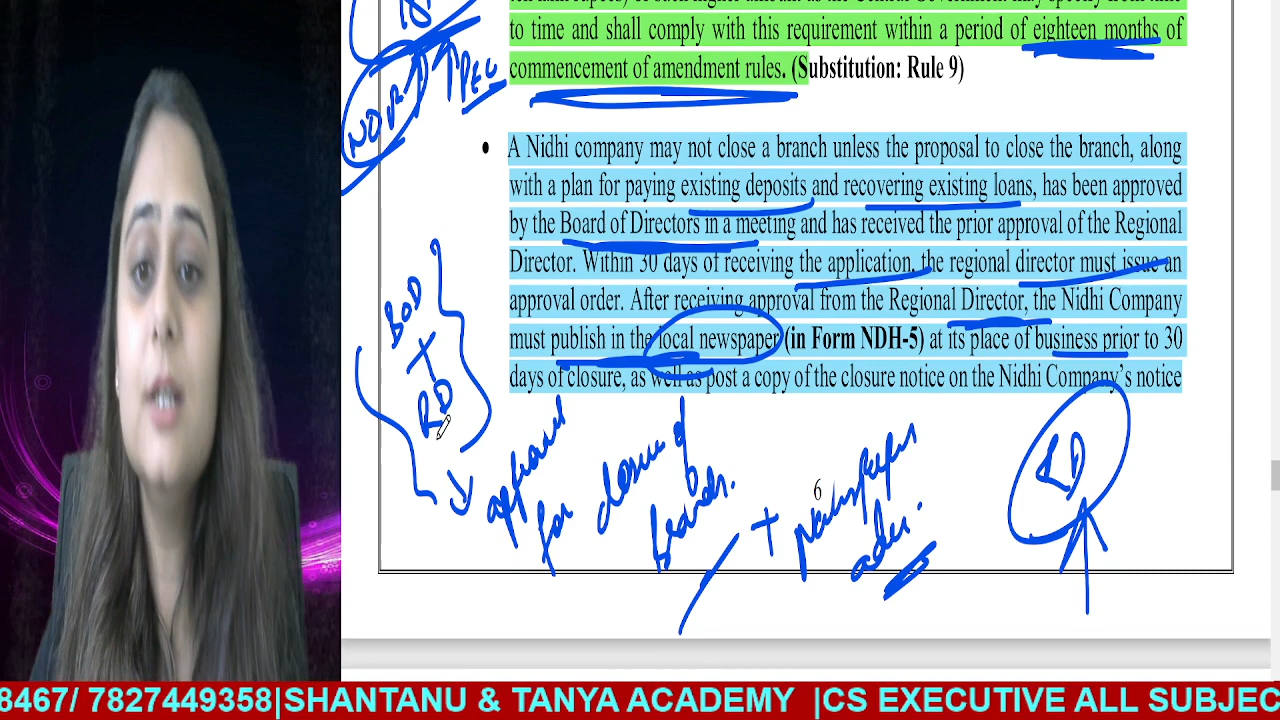 to time and shall comply with this requirement within a period of eighteen months of
commencement of amendment rules. (Substitution: Rule 9)
NDH-
• A Nidhi company may not close a branch unless the proposal to close the branch, along
with a plan for paying existing deposits and recovering existing loans, has been approved
by the Board of Directors in a meeting and has received the prior approval of the Regional
Director. Within 30 days of receiving the application, the regional director must issue an
approval order. After receiving approval from the Regional Director, the Nidhi Company
must publish in the local newspaper (in Form NDH-5) at its place of business prior to 30
days of closure, as well as post a copy of the closure notice on the Nidhi Company's notice
BOD
+
RD
approval
for closure of
branch.
+ newspaper
adv.
RD
6
8467/ 7827449358|SHANTANU & TANYA ACADEMY |CS EXECUTIVE ALL SUBJEC